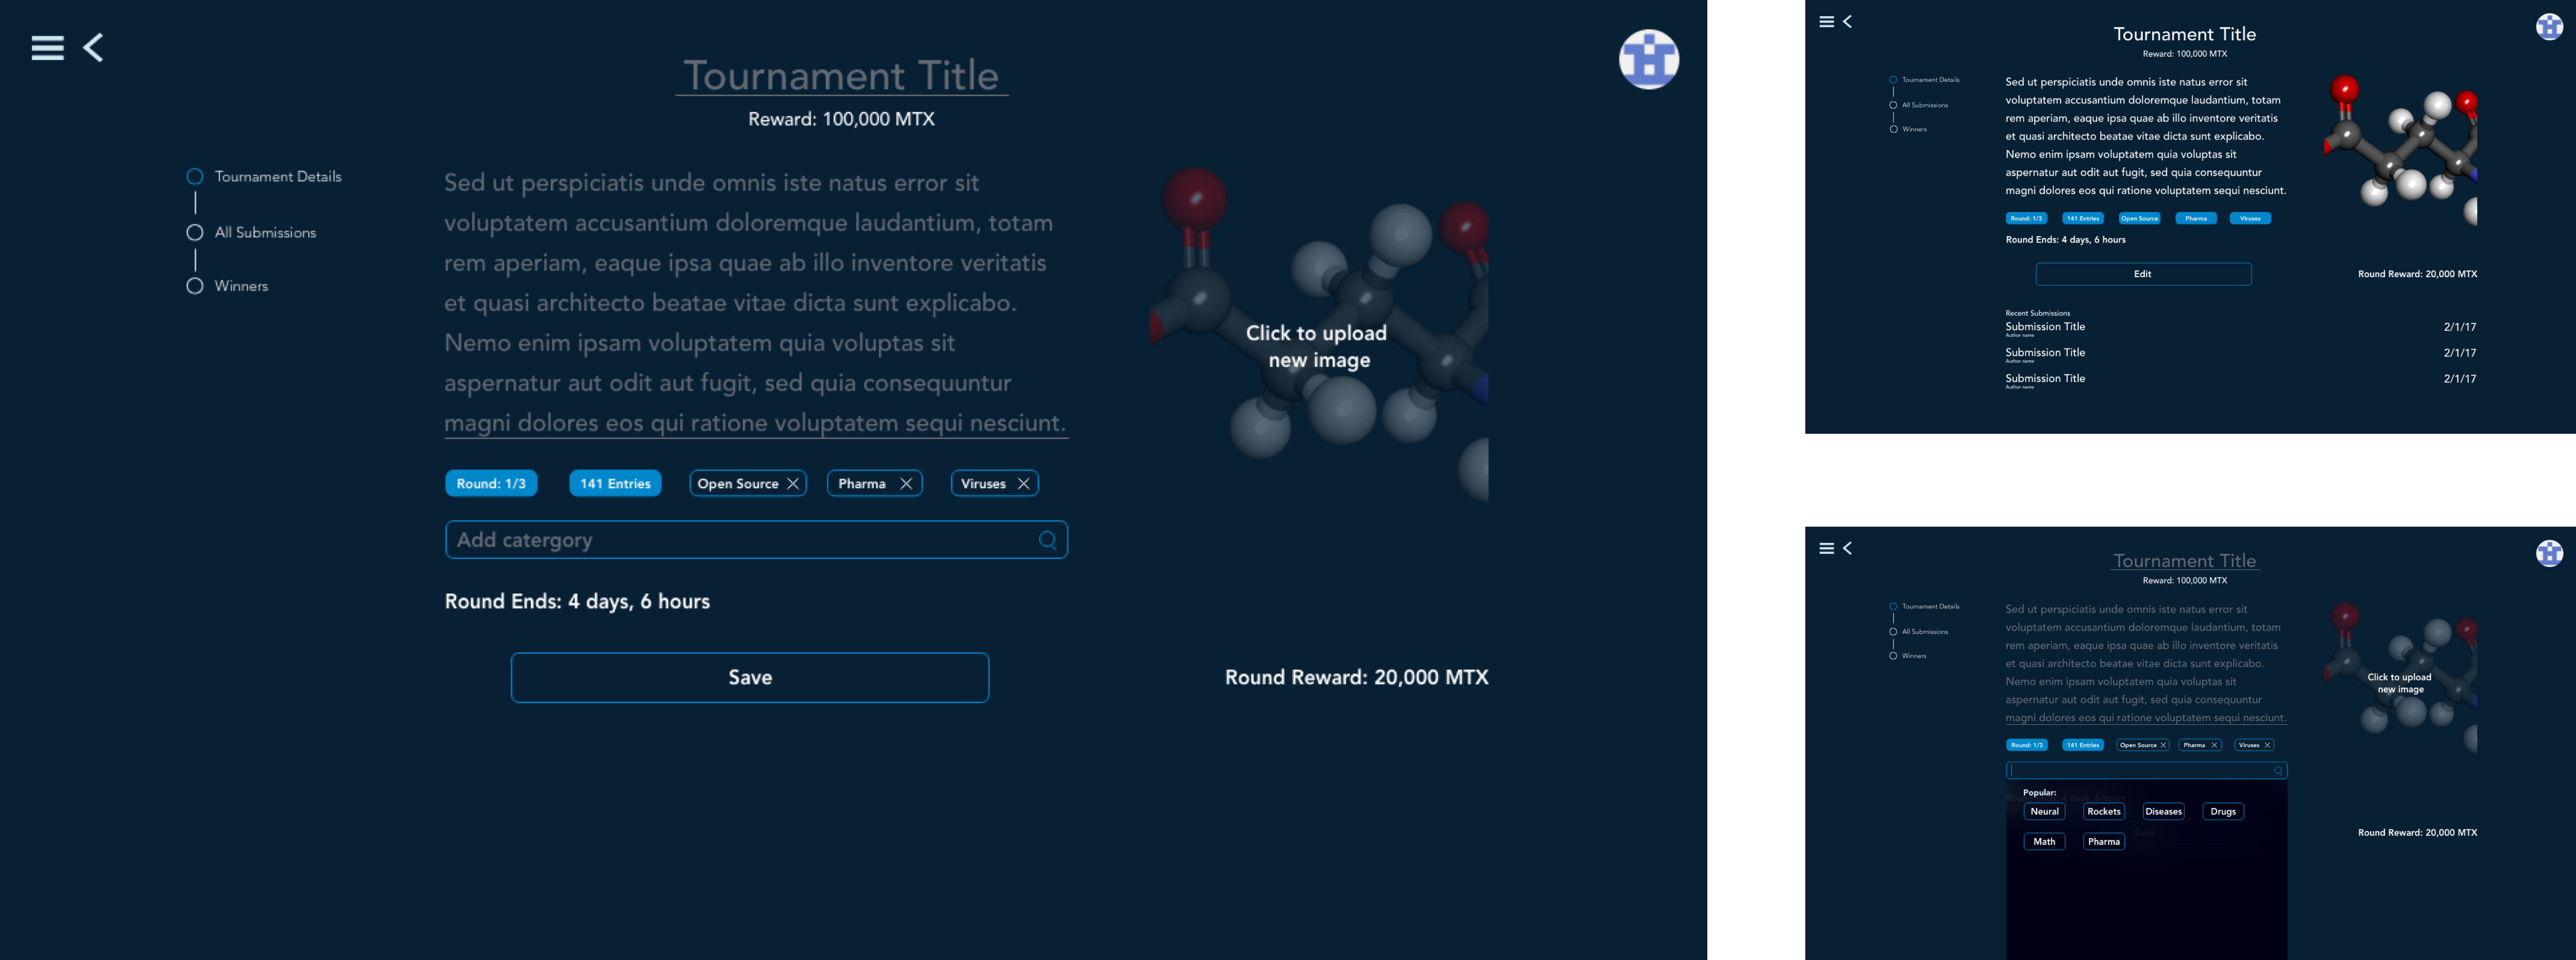 Tournament Title
Reward: 100,000 MTX
Tournament Details
All Submissions
Winners
Sed ut perspiciatis unde omnis iste natus error sit
voluptatem accusantium doloremque laudantium, totam
rem aperiam, eaque ipsa quae ab illo inventore veritatis
et quasi architecto beatae vitae dicta sunt explicabo.
Nemo enim ipsam voluptatem quia voluptas sit
aspernatur aut odit aut fugit, sed quia consequuntur
magni dolores eos qui ratione voluptatem sequi nesciunt.
Click to upload
new image
Round: 1/3 141 Entries Open Source Pharma Viruses
Add catergory
Round Ends: 4 days, 6 hours
Save
Round Reward: 20,000 MTX
Tournament Title
Reward: 100,000 MTX
Tournament Details
All Submissions
Winners
Sed ut perspiciatis unde omnis iste natus error sit
voluptatem accusantium doloremque laudantium, totam
rem aperiam, eaque ipsa quae ab illo inventore veritatis
et quasi architecto beatae vitae dicta sunt explicabo.
Nemo enim ipsam voluptatem quia voluptas sit
aspernatur aut odit aut fugit, sed quia consequuntur
magni dolores eos qui ratione voluptatem sequi nesciunt.
Round: 1/3 141 Entries Open Source Pharma Viruses
Round Ends: 4 days, 6 hours
Edit
Round Reward: 20,000 MTX
Recent Submissions
Submission Title 2/1/17
Author name
Submission Title 2/1/17
Author name
Submission Title 2/1/17
Author name
Tournament Title
Reward: 100,000 MTX
Tournament Details
All Submissions
Winners
Sed ut perspiciatis unde omnis iste natus error sit
voluptatem accusantium doloremque laudantium, totam
rem aperiam, eaque ipsa quae ab illo inventore veritatis
et quasi architecto beatae vitae dicta sunt explicabo.
Nemo enim ipsam voluptatem quia voluptas sit
aspernatur aut odit aut fugit, sed quia consequuntur
magni dolores eos qui ratione voluptatem sequi nesciunt.
Click to upload
new image
Round: 1/3 141 Entries Open Source Pharma Viruses
Popular:
Round Ends: 4 days, 6 hours
Neural Rockets Diseases Drugs
Save
Round Reward: 20,000 MTX
Math Pharma